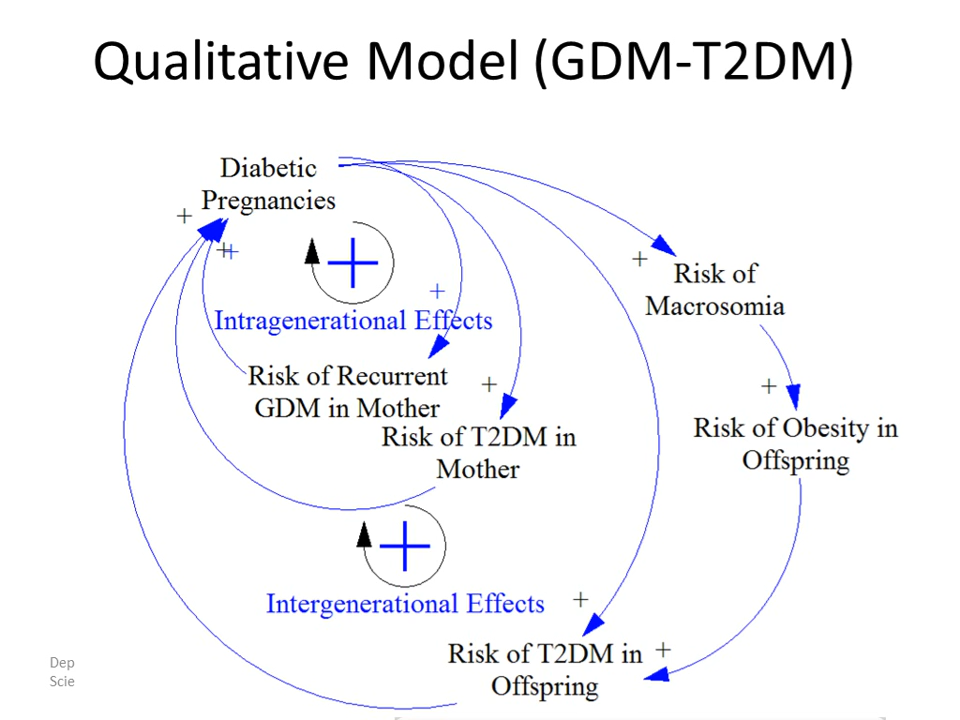 Qualitative Model (GDM-T2DM)
Diabetic
Pregnancies
+
+
+
+
Intragenerational Effects
+
Risk of
Macrosomia
Risk of Recurrent
GDM in Mother
+
+
Risk of T2DM in
Mother
Risk of Obesity in
Offspring
+
Intergenerational Effects
+
Risk of T2DM in
Offspring
+
Dep
Scie